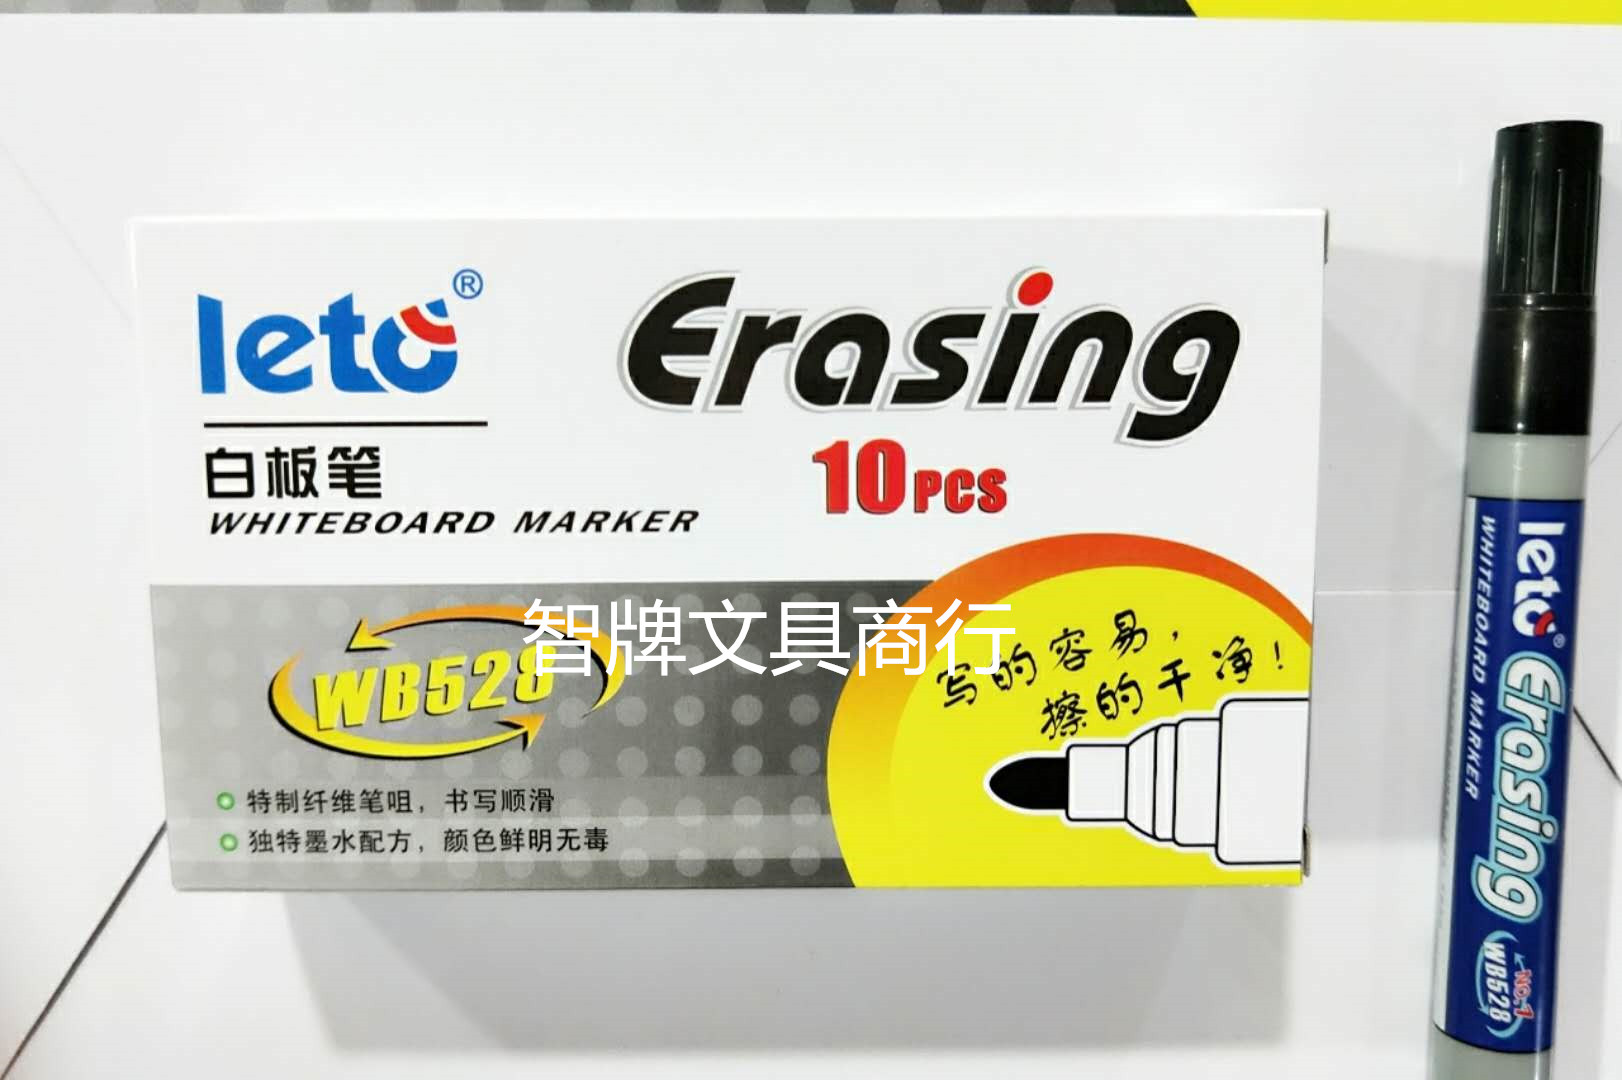 leto®
白板笔
WHITEBOARD MARKER
Erasing
10PCS
WB528
智牌文具商行
写的容易，
擦的干净！
特制纤维笔咀，书写顺滑
独特墨水配方，颜色鲜明无毒
leto®
WHITEBOARD MARKER
Erasing
NO.1
WB528